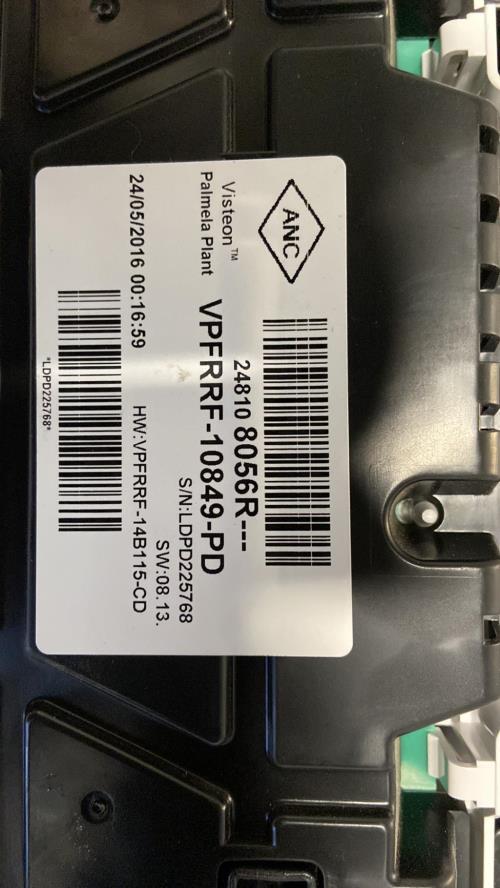 ANC
Visteon™
Palmela Plant
24810 8056R---
VPFRRF-10849-PD
S/N:LDPD225768
SW:08.13.
24/05/2016 00:16:59
HW:VPFRRF-14B115-CD
*LDPD225768*